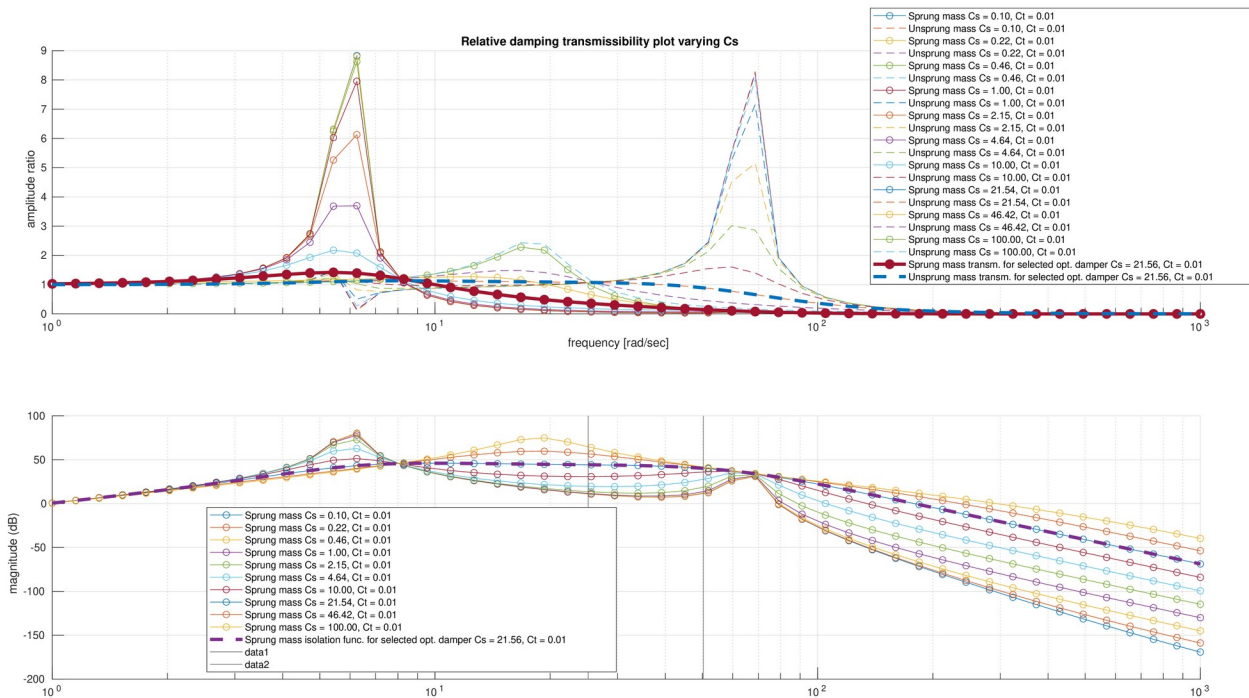 Relative damping transmissibility plot varying Cs
9
8
7
6
5
4
3
2
1
0
amplitude ratio
10^0
10^1
10^2
10^3
frequency [rad/sec]
Sprung mass Cs = 0.10, Ct = 0.01
Unsprung mass Cs = 0.10, Ct = 0.01
Sprung mass Cs = 0.22, Ct = 0.01
Unsprung mass Cs = 0.22, Ct = 0.01
Sprung mass Cs = 0.46, Ct = 0.01
Unsprung mass Cs = 0.46, Ct = 0.01
Sprung mass Cs = 1.00, Ct = 0.01
Unsprung mass Cs = 1.00, Ct = 0.01
Sprung mass Cs = 2.15, Ct = 0.01
Unsprung mass Cs = 2.15, Ct = 0.01
Sprung mass Cs = 4.64, Ct = 0.01
Unsprung mass Cs = 4.64, Ct = 0.01
Sprung mass Cs = 10.00, Ct = 0.01
Unsprung mass Cs = 10.00, Ct = 0.01
Sprung mass Cs = 21.54, Ct = 0.01
Unsprung mass Cs = 21.54, Ct = 0.01
Sprung mass Cs = 46.42, Ct = 0.01
Unsprung mass Cs = 46.42, Ct = 0.01
Sprung mass Cs = 100.00, Ct = 0.01
Unsprung mass Cs = 100.00, Ct = 0.01
Sprung mass transm. for selected opt. damper Cs = 21.56, Ct = 0.01
Unsprung mass transm. for selected opt. damper Cs = 21.56, Ct = 0.01
100
50
0
-50
-100
-150
-200
magnitude (dB)
Sprung mass Cs = 0.10, Ct = 0.01
Sprung mass Cs = 0.22, Ct = 0.01
Sprung mass Cs = 0.46, Ct = 0.01
Sprung mass Cs = 1.00, Ct = 0.01
Sprung mass Cs = 2.15, Ct = 0.01
Sprung mass Cs = 4.64, Ct = 0.01
Sprung mass Cs = 10.00, Ct = 0.01
Sprung mass Cs = 21.54, Ct = 0.01
Sprung mass Cs = 46.42, Ct = 0.01
Sprung mass Cs = 100.00, Ct = 0.01
Sprung mass isolation func. for selected opt. damper Cs = 21.56, Ct = 0.01
data1
data2
10^0
10^1
10^2
10^3